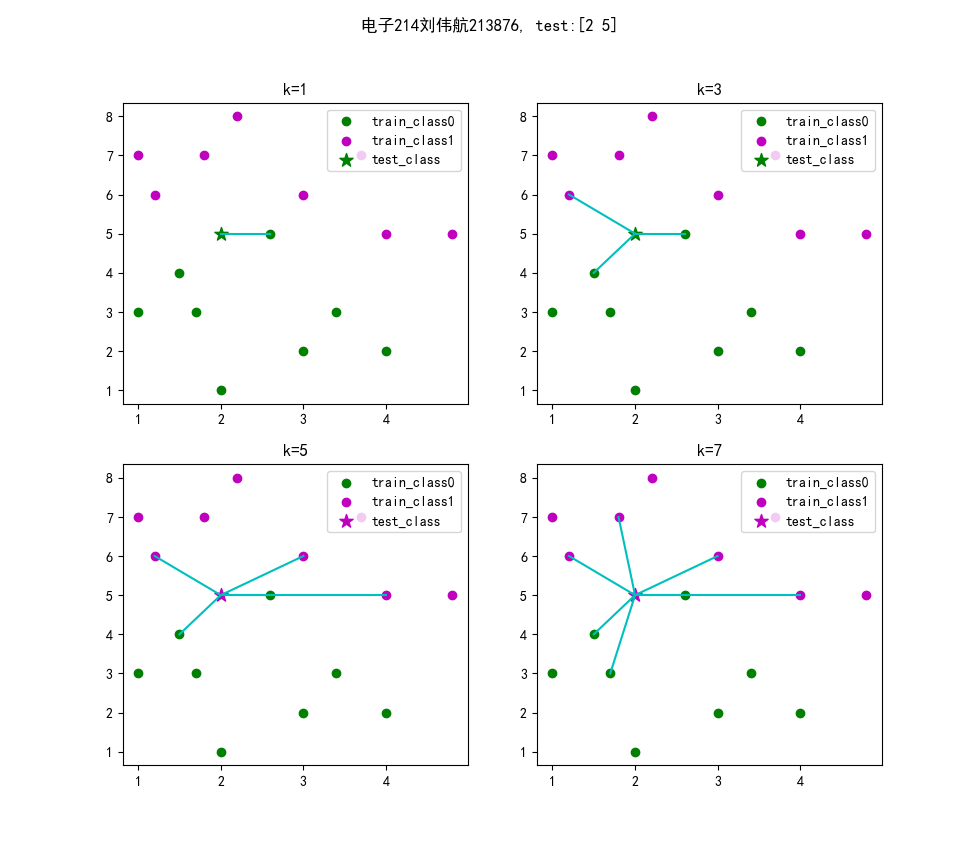 电子214刘伟航213876, test:[2 5]
k=1
8
7
6
5
4
3
2
1
1 2 3 4
train_class0
train_class1
test_class
k=3
8
7
6
5
4
3
2
1
1 2 3 4
train_class0
train_class1
test_class
k=5
8
7
6
5
4
3
2
1
1 2 3 4
train_class0
train_class1
test_class
k=7
8
7
6
5
4
3
2
1
1 2 3 4
train_class0
train_class1
test_class